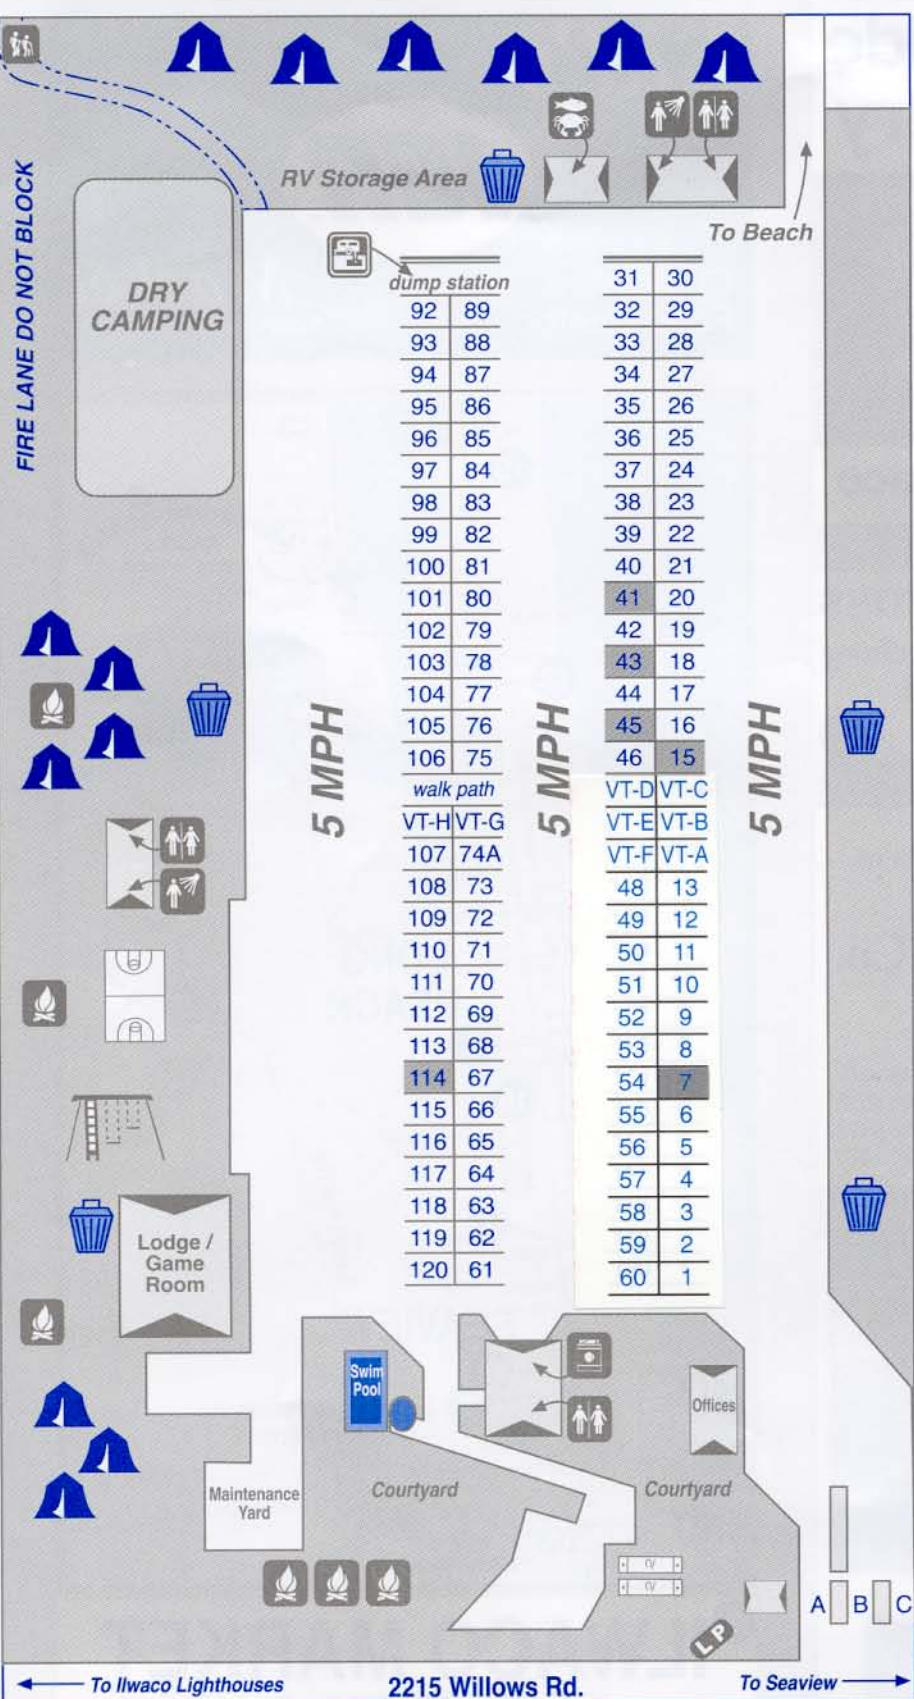 RV Storage Area
To Beach
FIRE LANE DO NOT BLOCK
DRY
CAMPING
dump station
92 89
93 88
94 87
95 86
96 85
97 84
98 83
99 82
100 81
101 80
102 79
103 78
104 77
105 76
106 75
walk path
VT-H VT-G
107 74A
108 73
109 72
110 71
111 70
112 69
113 68
114 67
115 66
116 65
117 64
118 63
119 62
120 61
31 30
32 29
33 28
34 27
35 26
36 25
37 24
38 23
39 22
40 21
41 20
42 19
43 18
44 17
45 16
46 15
VT-D VT-C
VT-E VT-B
VT-F VT-A
48 13
49 12
50 11
51 10
52 9
53 8
54 7
55 6
56 5
57 4
58 3
59 2
60 1
5 MPH
5 MPH
5 MPH
Lodge /
Game
Room
Swim
Pool
Offices
Maintenance
Yard
Courtyard
Courtyard
A B C
LP
To Ilwaco Lighthouses
2215 Willows Rd.
To Seaview